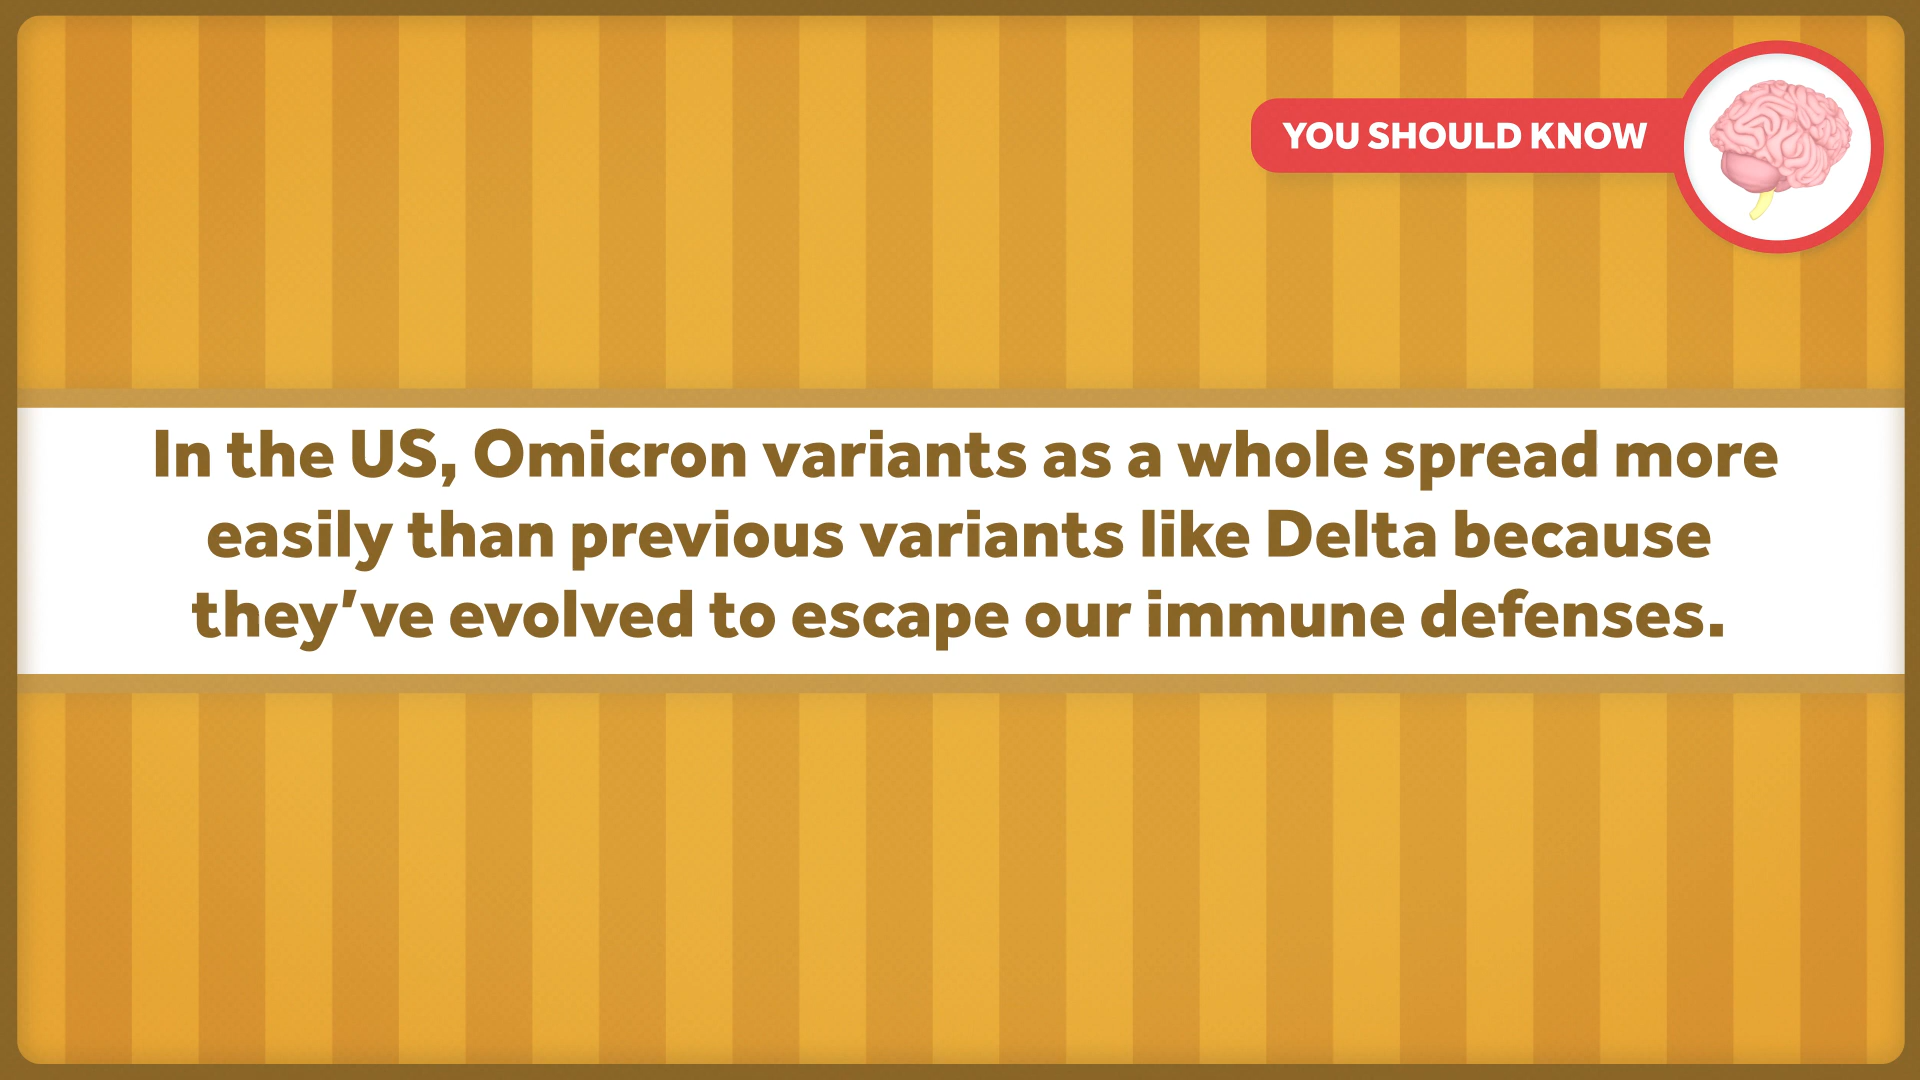 YOU SHOULD KNOW
In the US, Omicron variants as a whole spread more
easily than previous variants like Delta because
they've evolved to escape our immune defenses.